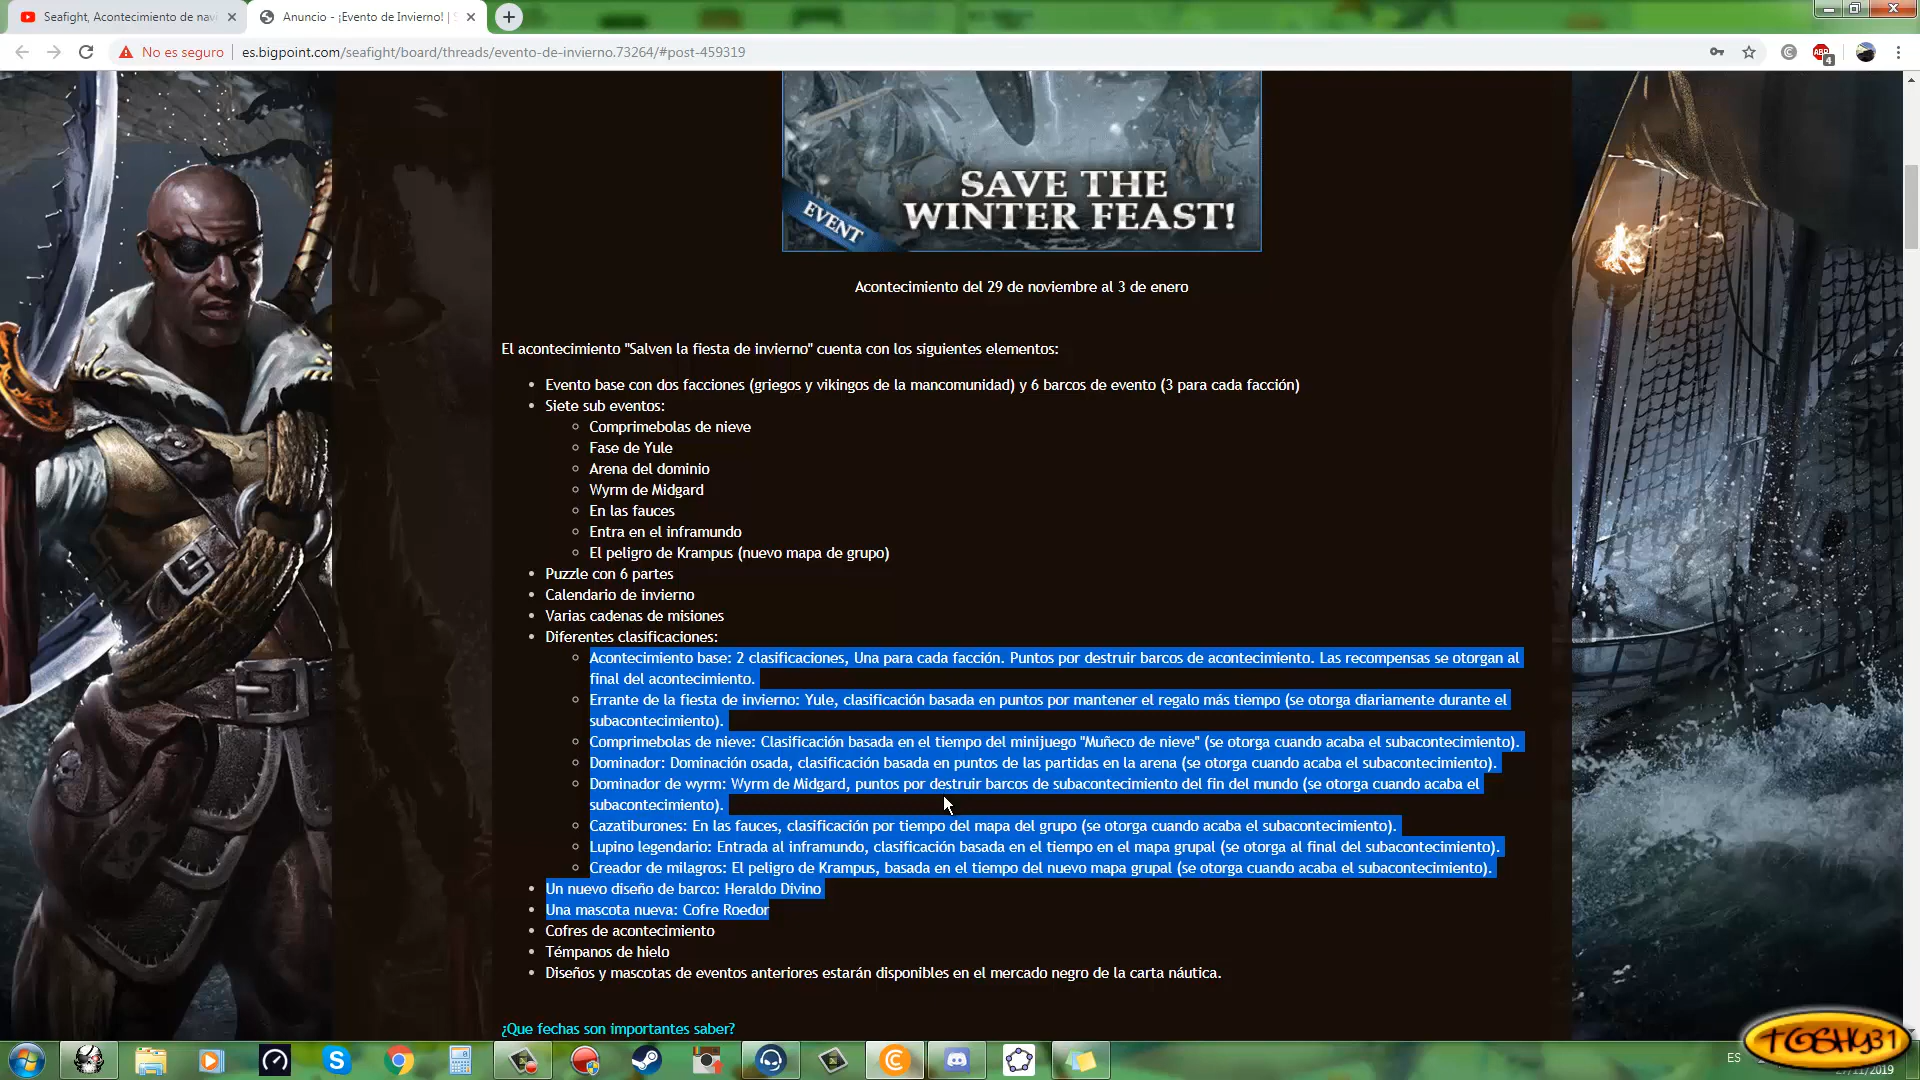 Seafight, Acontecimiento de nav
Anuncio - ¡Evento de Invierno! |
No es seguro
es.bigpoint.com/seafight/board/threads/evento-de-invierno.73264/#post-459319
ABP
4
SAVE THE
WINTER FEAST!
EVENT
Acontecimiento del 29 de noviembre al 3 de enero
El acontecimiento "Salven la fiesta de invierno" cuenta con los siguientes elementos:
Evento base con dos facciones (griegos y vikingos de la mancomunidad) y 6 barcos de evento (3 para cada facción)
Siete sub eventos:
Comprimebolas de nieve
Fase de Yule
Arena del dominio
Wyrm de Midgard
En las fauces
Entra en el inframundo
El peligro de Krampus (nuevo mapa de grupo)
Puzzle con 6 partes
Calendario de invierno
Varias cadenas de misiones
Diferentes clasificaciones:
Acontecimiento base: 2 clasificaciones, Una para cada facción. Puntos por destruir barcos de acontecimiento. Las recompensas se otorgan al
final del acontecimiento.
Errante de la fiesta de invierno: Yule, clasificación basada en puntos por mantener el regalo más tiempo (se otorga diariamente durante el
subacontecimiento).
Comprimebolas de nieve: Clasificación basada en el tiempo del minijuego "Muñeco de nieve" (se otorga cuando acaba el subacontecimiento).
Dominador: Dominación osada, clasificación basada en puntos de las partidas en la arena (se otorga cuando acaba el subacontecimiento).
Dominador de wyrm: Wyrm de Midgard, puntos por destruir barcos de subacontecimiento del fin del mundo (se otorga cuando acaba el
subacontecimiento).
Cazatiburones: En las fauces, clasificación por tiempo del mapa del grupo (se otorga cuando acaba el subacontecimiento).
Lupino legendario: Entrada al inframundo, clasificación basada en el tiempo en el mapa grupal (se otorga al final del subacontecimiento).
Creador de milagros: El peligro de Krampus, basada en el tiempo del nuevo mapa grupal (se otorga cuando acaba el subacontecimiento).
Un nuevo diseño de barco: Heraldo Divino
Una mascota nueva: Cofre Roedor
Cofres de acontecimiento
Témpanos de hielo
Diseños y mascotas de eventos anteriores estarán disponibles en el mercado negro de la carta náutica.
¿Que fechas son importantes saber?
ES
TOSHY31